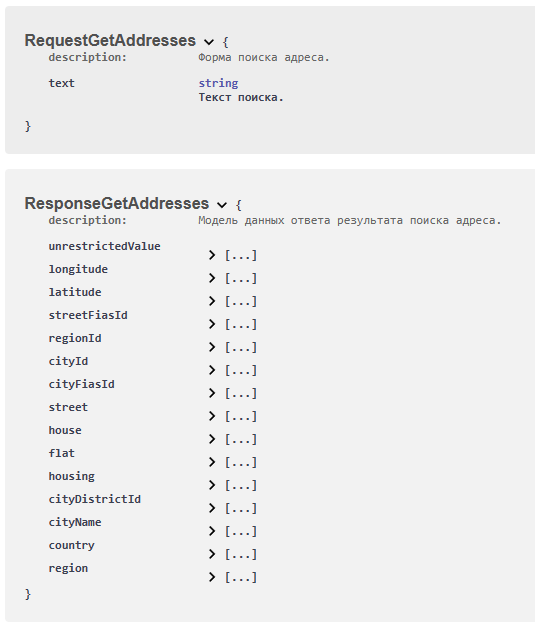 RequestGetAddresses {
description: Форма поиска адреса.
text string
Текст поиска.
}
ResponseGetAddresses {
description: Модель данных ответа результата поиска адреса.
unrestrictedValue [...]
longitude [...]
latitude [...]
streetFiasId [...]
regionId [...]
cityId [...]
cityFiasId [...]
street [...]
house [...]
flat [...]
housing [...]
cityDistrictId [...]
cityName [...]
country [...]
region [...]
}